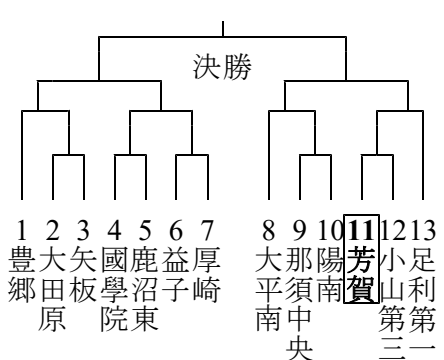 決勝
1 2 3 4 5 6 7 8 9 10 11 12 13
豊郷
大田原
矢板
國學院
鹿沼東
益子
厚崎
大平南
那須中央
陽南
芳賀
小山第三
足利第一